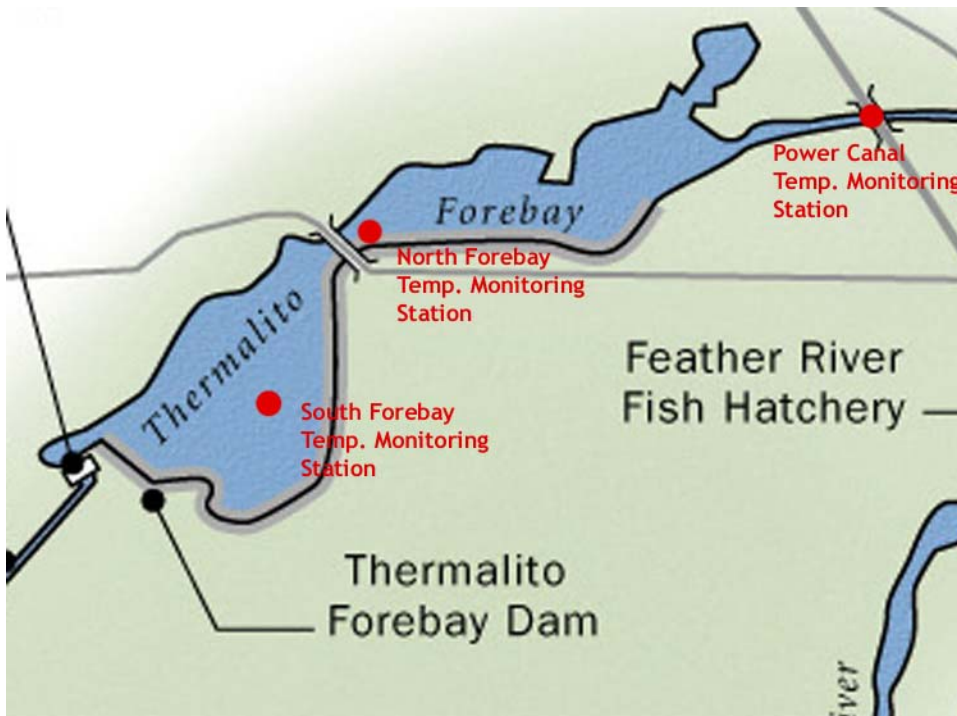 Power Canal
Temp. Monitoring
Station
Forebay
North Forebay
Temp. Monitoring
Station
Thermalito
Feather River
Fish Hatchery
South Forebay
Temp. Monitoring
Station
Thermalito
Forebay Dam